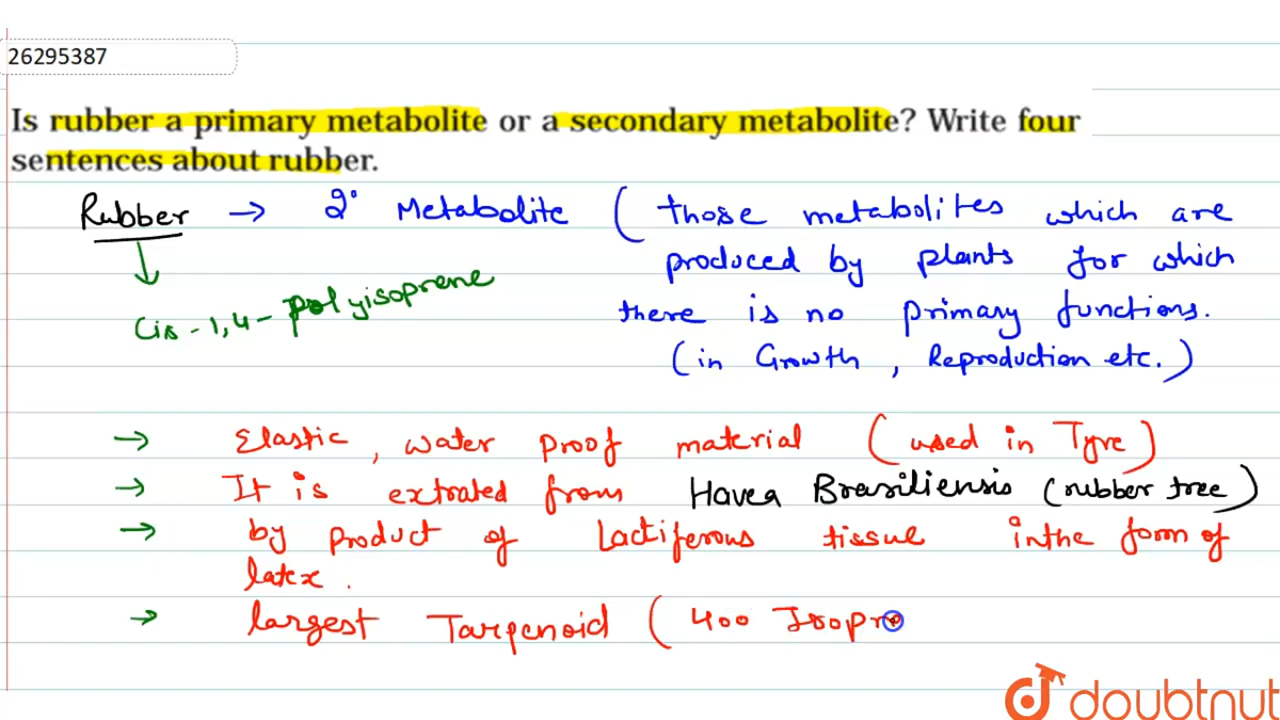 26295387
Is rubber a primary metabolite or a secondary metabolite? Write four
sentences about rubber.
Rubber → 2° Metabolite ( those metabolites which are
produced by plants for which
there is no primary functions.
(in Growth, Reproduction etc.)
Cis-1,4-polyisoprene
→ Elastic, water proof material (used in Tyre)
→ It is extrated from Havea Brasiliensis (rubber tree)
→ by product of Lactiferous tissue in the form of
latex.
→ largest Tarpenoid ( 400 Isopre
doubtnut